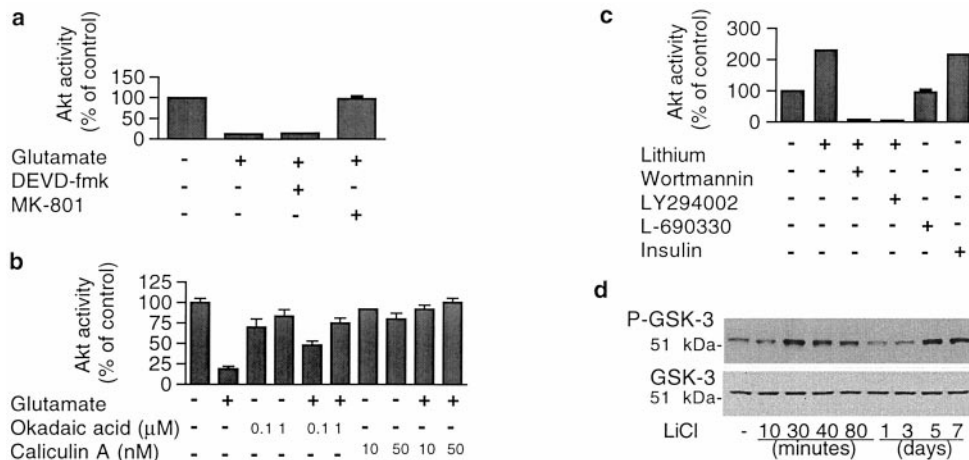 a
Akt activity
(% of control)
150
100
50
0
Glutamate - + + +
DEVD-fmk - - + -
MK-801 - - - +
b
Akt activity
(% of control)
125
100
75
50
25
0
Glutamate - + - - + + - - + +
Okadaic acid (μM) - - 0.1 1 0.1 1 - - - -
Caliculin A (nM) - - - - - - 10 50 10 50
c
Akt activity
(% of control)
300
200
100
0
Lithium - + + + - -
Wortmannin - - + - - -
LY294002 - - - + - -
L-690330 - - - - + -
Insulin - - - - - +
d
P-GSK-3
51 kDa-
GSK-3
51 kDa-
LiCl - 10 30 40 80 1 3 5 7
(minutes) (days)